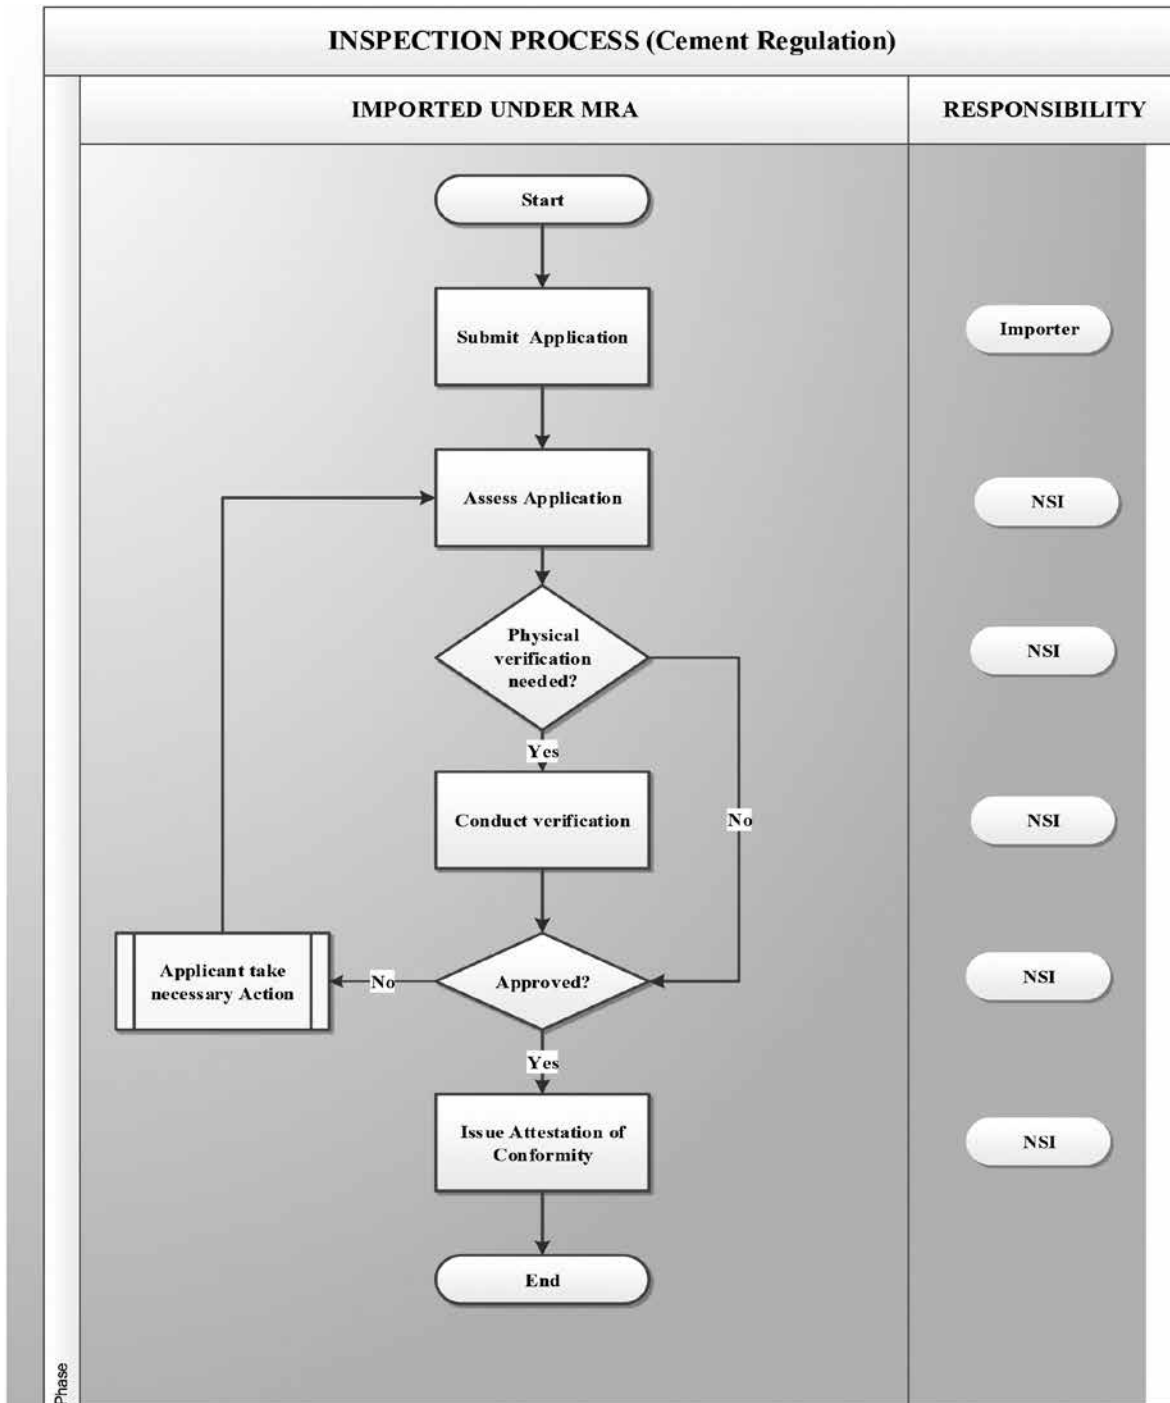 INSPECTION PROCESS (Cement Regulation)
IMPORTED UNDER MRA
RESPONSIBILITY
Start
Submit Application
Importer
Assess Application
NSI
Physical
verification
needed?
NSI
Yes
Conduct verification
No
NSI
Applicant take
necessary Action
No
Approved?
NSI
Yes
Issue Attestation of
Conformity
NSI
End
Phase